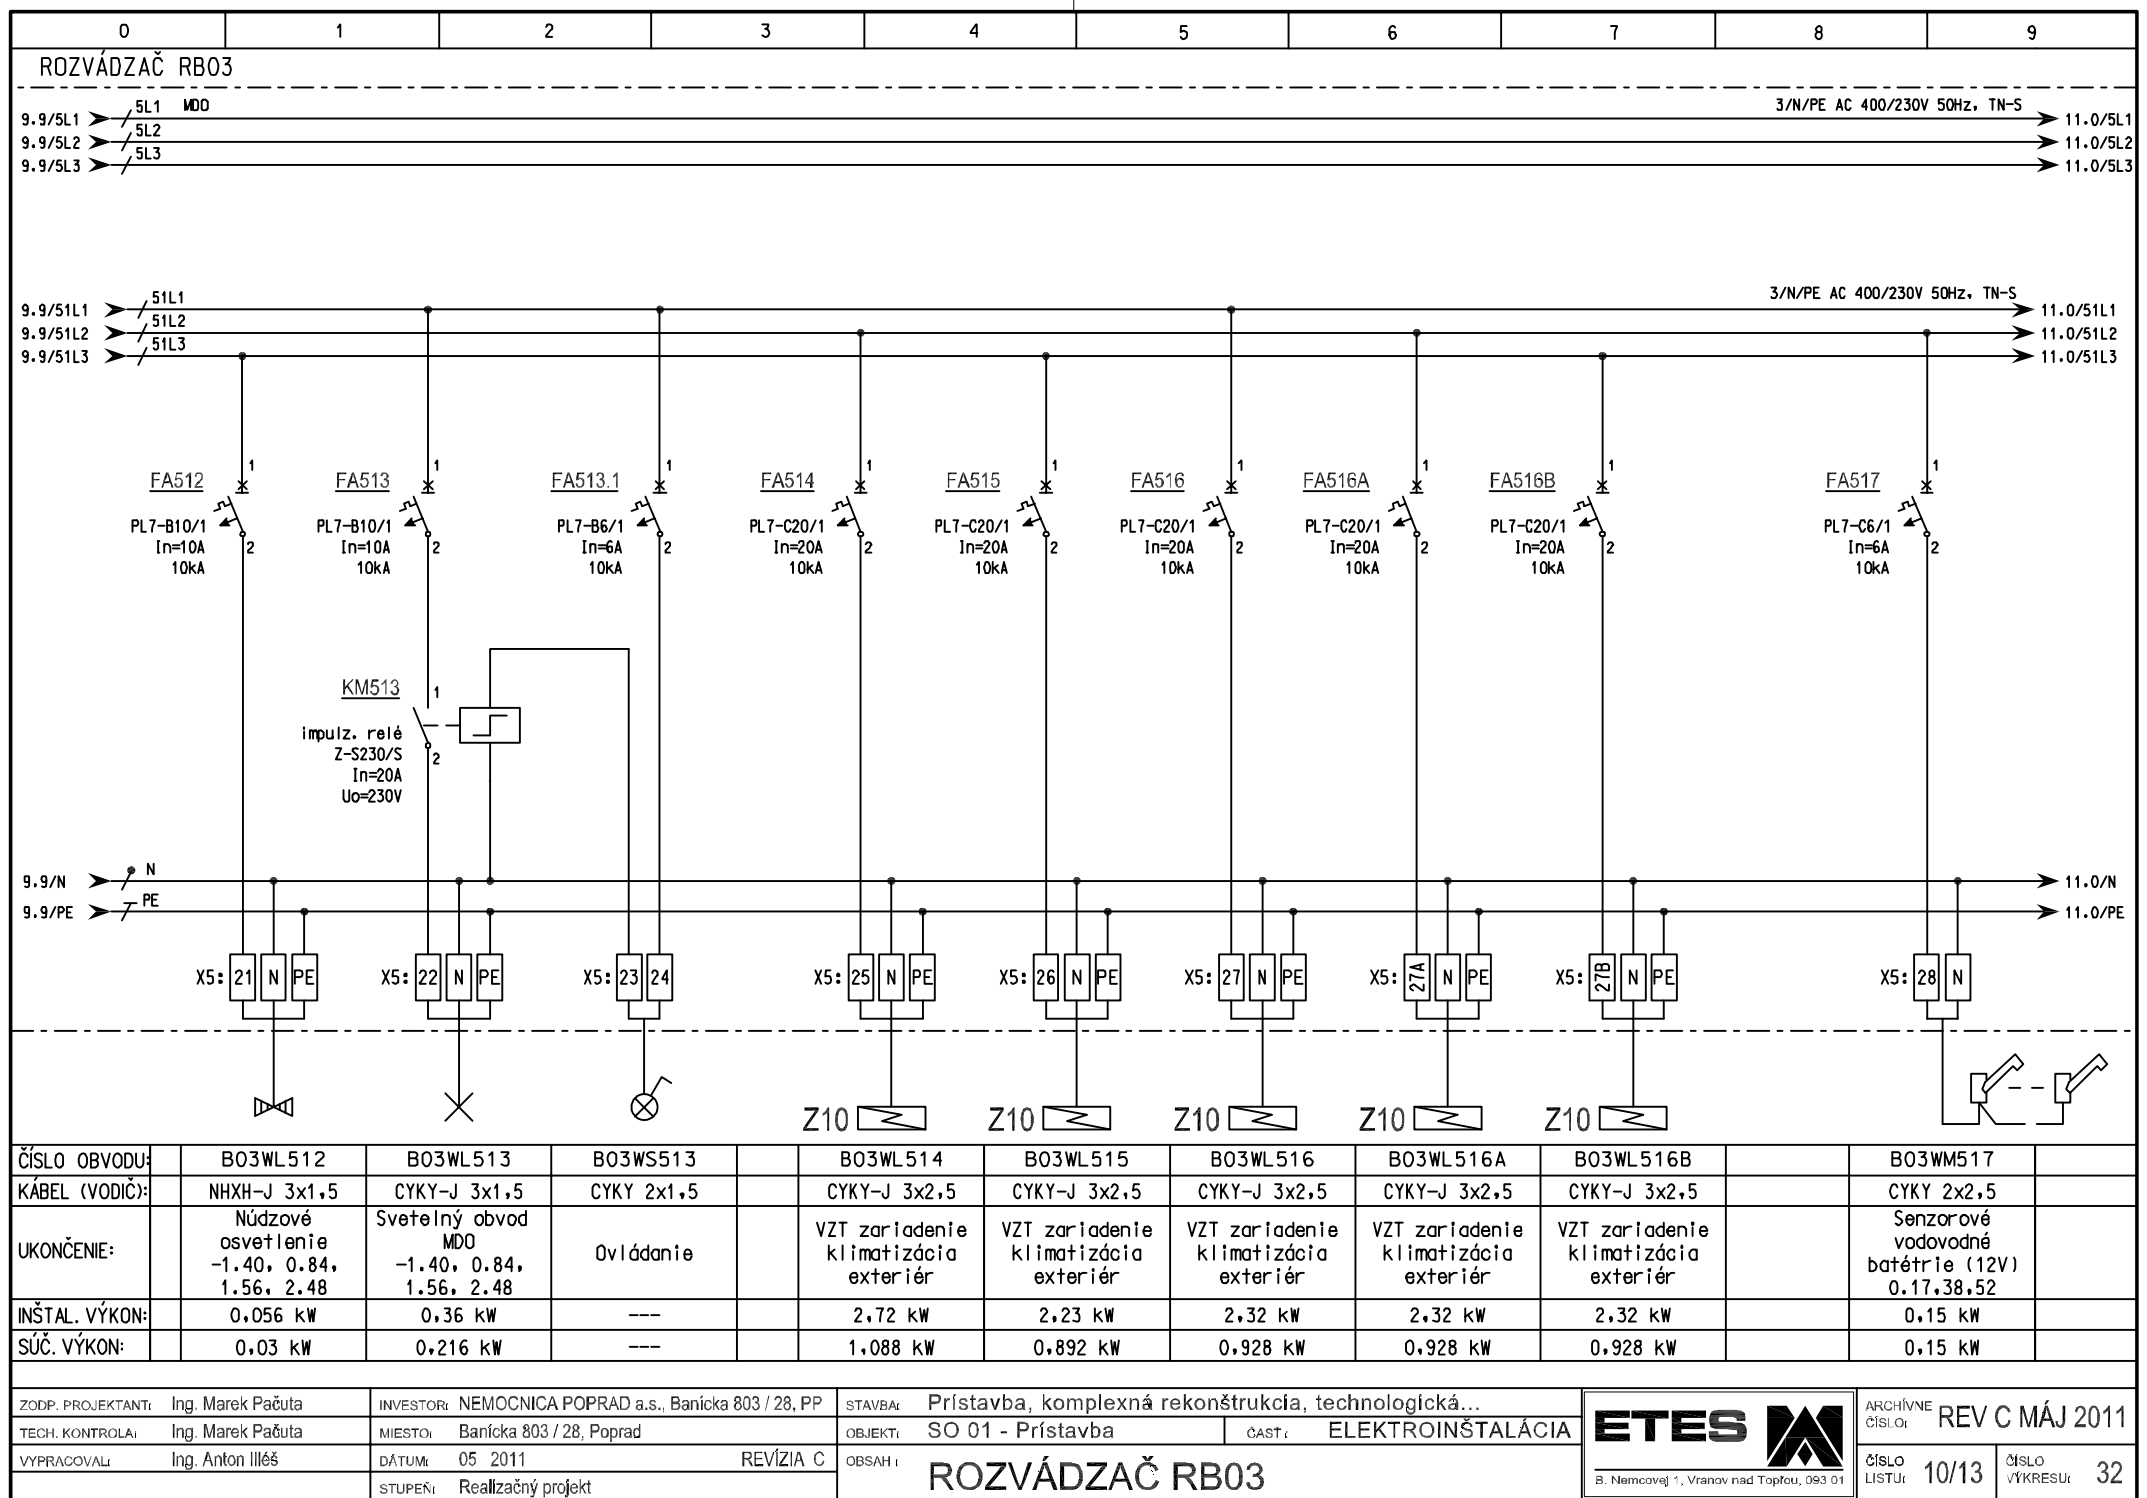 0 1 2 3 4 5 6 7 8 9
ROZVÁDZAČ RB03
9.9/5L1 5L1 MDO 3/N/PE AC 400/230V 50Hz, TN-S 11.0/5L1
9.9/5L2 5L2 11.0/5L2
9.9/5L3 5L3 11.0/5L3
9.9/51L1 51L1 3/N/PE AC 400/230V 50Hz, TN-S 11.0/51L1
9.9/51L2 51L2 11.0/51L2
9.9/51L3 51L3 11.0/51L3
1 1 1 1 1 1 1 1 1
FA512 FA513 FA513.1 FA514 FA515 FA516 FA516A FA516B FA517
PL7-B10/1 PL7-B10/1 PL7-B6/1 PL7-C20/1 PL7-C20/1 PL7-C20/1 PL7-C20/1 PL7-C20/1 PL7-C6/1
In=10A 2 In=10A 2 In=6A 2 In=20A 2 In=20A 2 In=20A 2 In=20A 2 In=20A 2 In=6A 2
10kA 10kA 10kA 10kA 10kA 10kA 10kA 10kA 10kA
KM513 1
impulz. relé
Z-S230/S 2
In=20A
Uo=230V
9.9/N N 11.0/N
9.9/PE PE 11.0/PE
X5: 21 N PE X5: 22 N PE X5: 23 24 X5: 25 N PE X5: 26 N PE X5: 27 N PE X5: 27A N PE X5: 27B N PE X5: 28 N
Z10 Z10 Z10 Z10 Z10
ČÍSLO OBVODU: B03WL512 B03WL513 B03WS513 B03WL514 B03WL515 B03WL516 B03WL516A B03WL516B B03WM517
KÁBEL (VODIČ): NHXH-J 3x1,5 CYKY-J 3x1,5 CYKY 2x1,5 CYKY-J 3x2,5 CYKY-J 3x2,5 CYKY-J 3x2,5 CYKY-J 3x2,5 CYKY-J 3x2,5 CYKY 2x2,5
UKONČENIE:
Núdzové
osvetlenie
-1.40, 0.84,
1.56, 2.48
Svetelný obvod
MDO
-1.40, 0.84,
1.56, 2.48
Ovládanie
VZT zariadenie
klimatizácia
exteriér
VZT zariadenie
klimatizácia
exteriér
VZT zariadenie
klimatizácia
exteriér
VZT zariadenie
klimatizácia
exteriér
VZT zariadenie
klimatizácia
exteriér
Senzorové
vodovodné
batétrie (12V)
0.17,38,52
INŠTAL. VÝKON: 0,056 kW 0,36 kW --- 2,72 kW 2,23 kW 2,32 kW 2,32 kW 2,32 kW 0,15 kW
SÚČ. VÝKON: 0,03 kW 0,216 kW --- 1,088 kW 0,892 kW 0,928 kW 0,928 kW 0,928 kW 0,15 kW
ZODP. PROJEKTANT: Ing. Marek Pačuta
TECH. KONTROLA: Ing. Marek Pačuta
VYPRACOVAL: Ing. Anton Illéš
INVESTOR: NEMOCNICA POPRAD a.s., Banícka 803 / 28, PP
MIESTO: Banícka 803 / 28, Poprad
DÁTUM: 05 2011 REVÍZIA C
STUPEŇ: Realizačný projekt
STAVBA: Prístavba, komplexná rekonštrukcia, technologická...
OBJEKT: SO 01 - Prístavba ČASŤ: ELEKTROINŠTALÁCIA
OBSAH: ROZVÁDZAČ RB03
ETES
B. Nemcovej 1, Vranov nad Topľou, 093 01
ARCHÍVNE ČÍSLO: REV C MÁJ 2011
ČÍSLO LISTU: 10/13
ČÍSLO VÝKRESU: 32